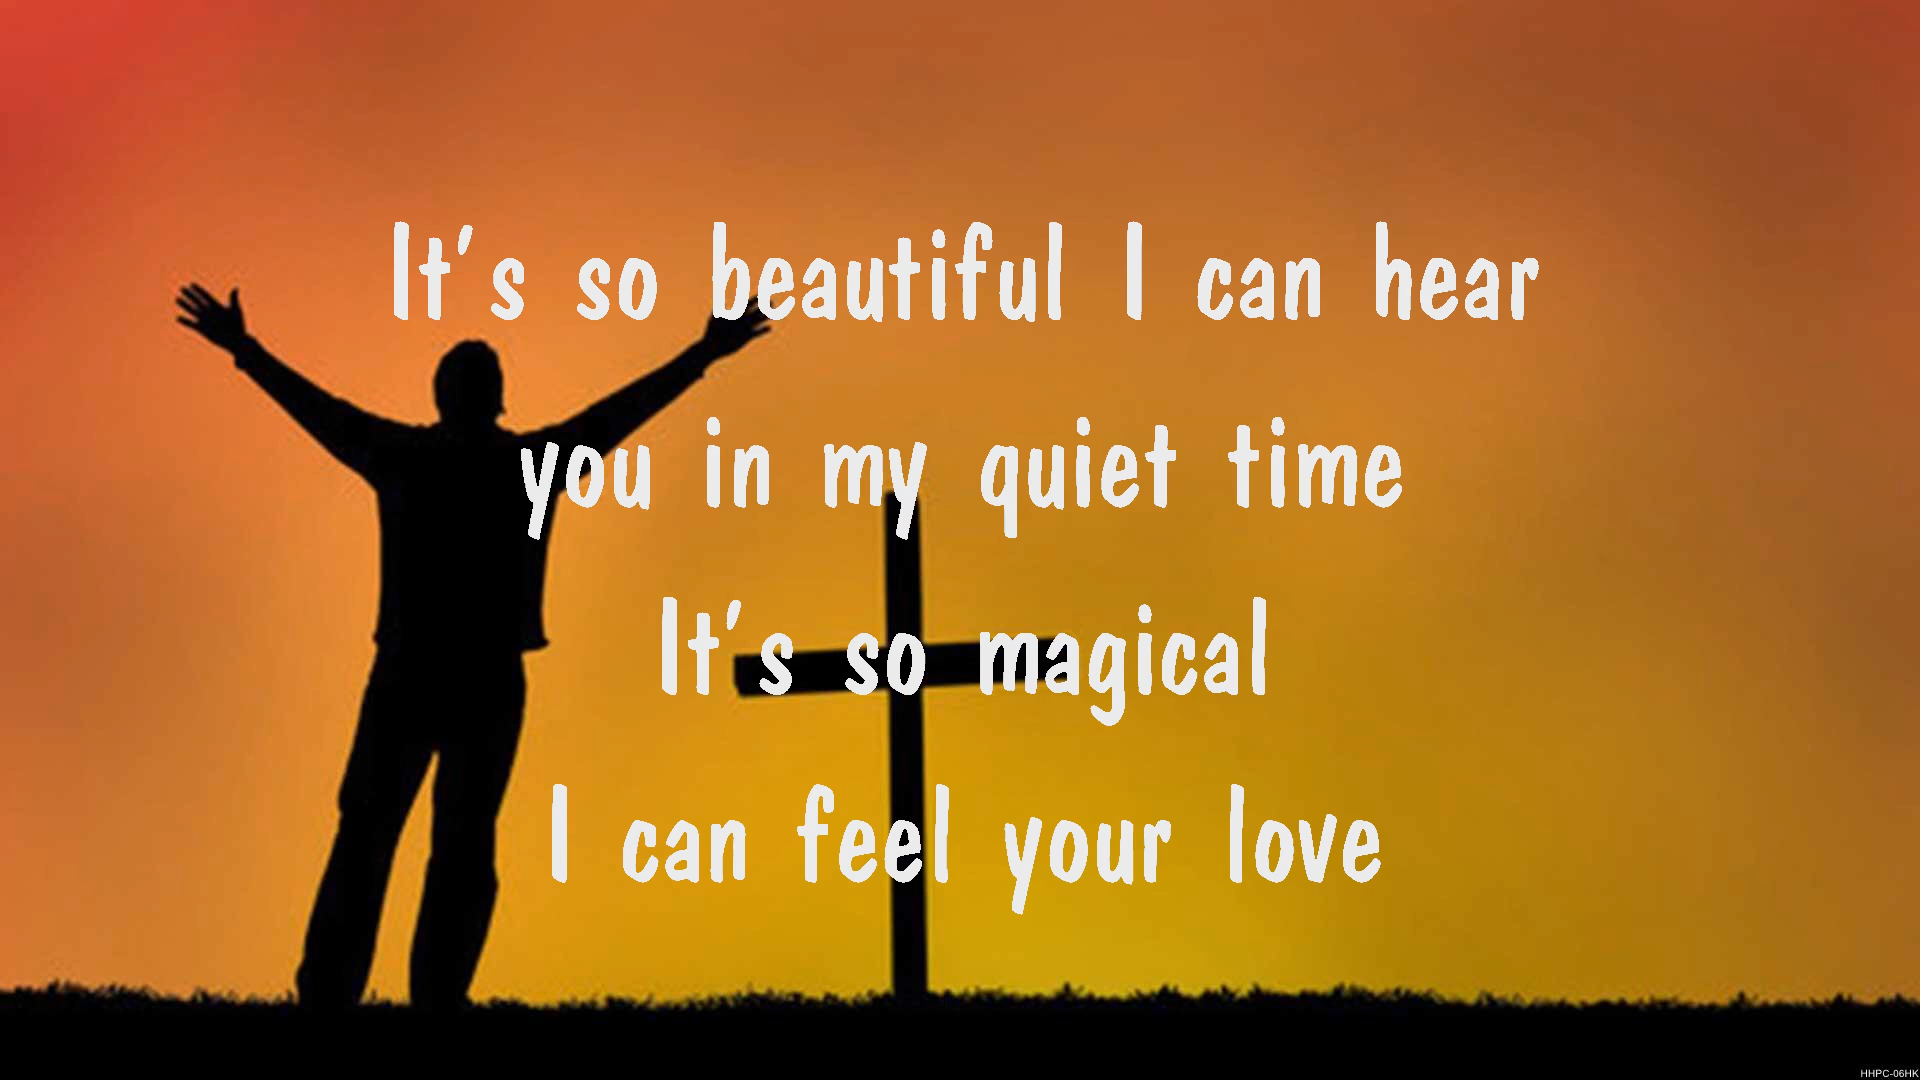 It's so beautiful I can hear
you in my quiet time
It's so magical
I can feel your love
HHPC-06HK